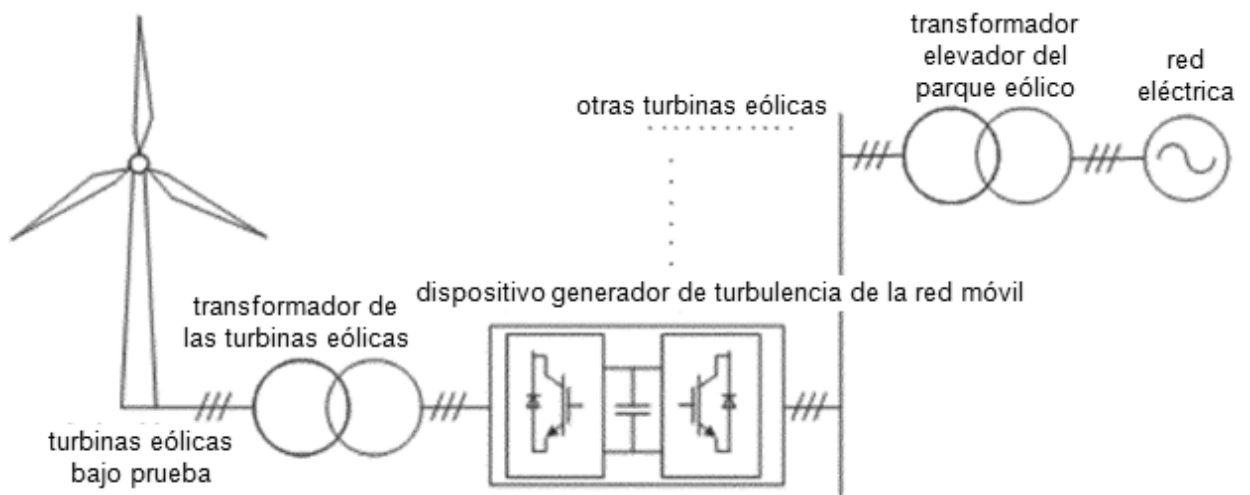 transformador
elevador del
parque eólico
red
eléctrica
otras turbinas eólicas
dispositivo generador de turbulencia de la red móvil
transformador de
las turbinas eólicas
turbinas eólicas
bajo prueba